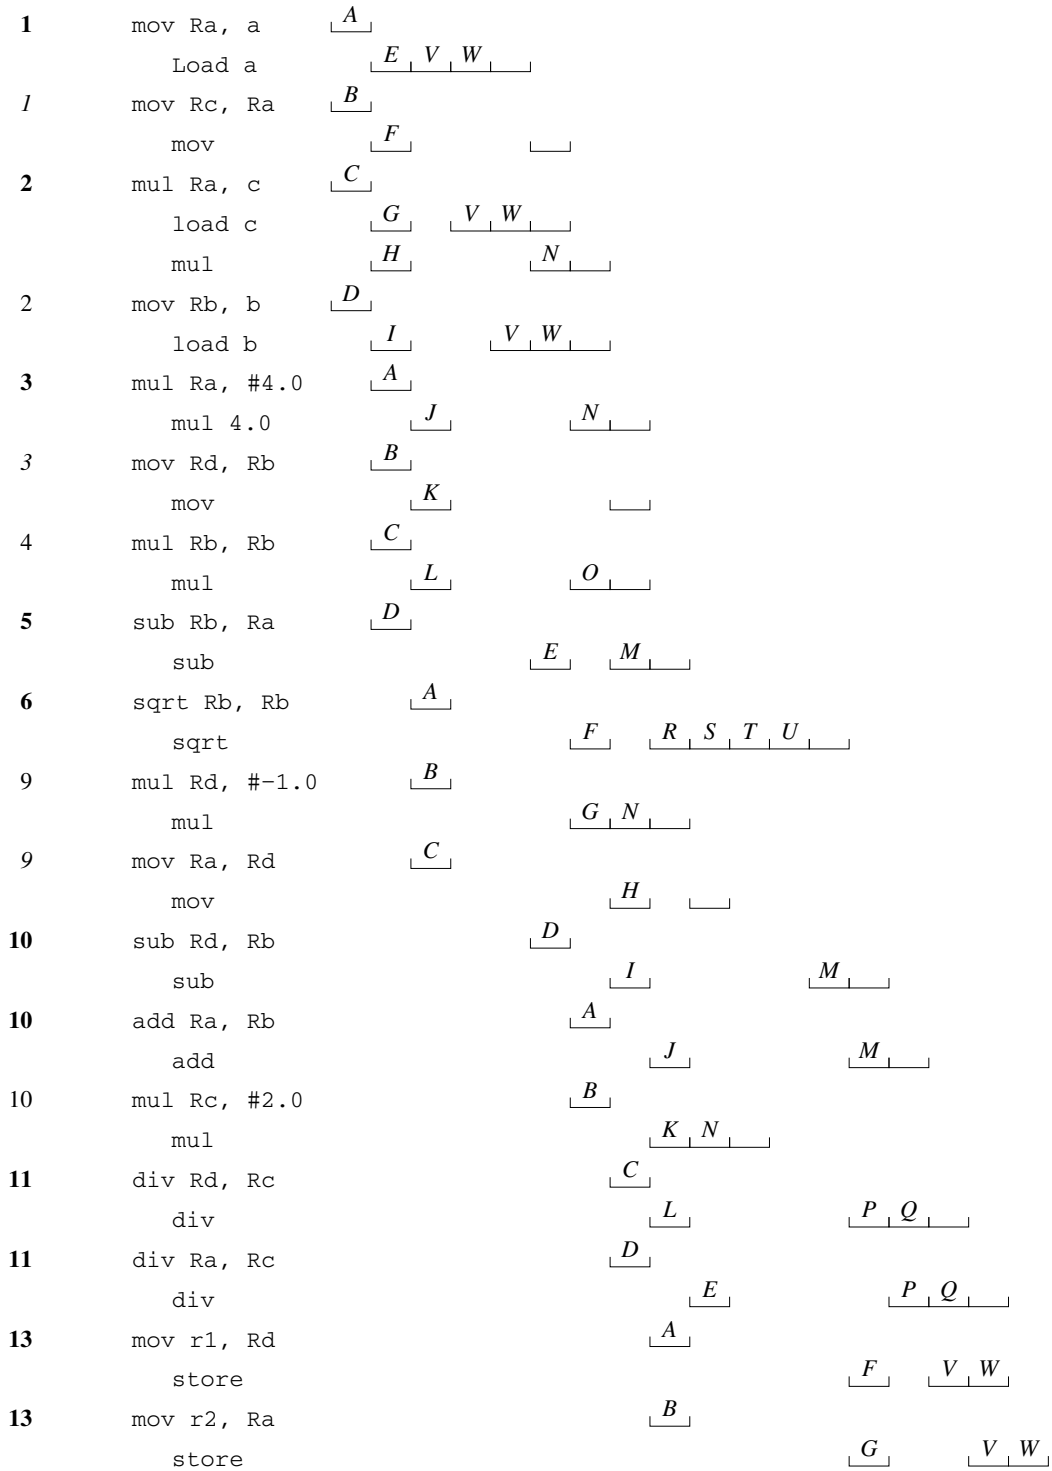 1 mov Ra, a A
Load a E V W
1 mov Rc, Ra B
mov F
2 mul Ra, c C
load c G V W
mul H N
2 mov Rb, b D
load b I V W
3 mul Ra, #4.0 A
mul 4.0 J N
3 mov Rd, Rb B
mov K
4 mul Rb, Rb C
mul L O
5 sub Rb, Ra D
sub E M
6 sqrt Rb, Rb A
sqrt F R S T U
9 mul Rd, #-1.0 B
mul G N
9 mov Ra, Rd C
mov H
10 sub Rd, Rb D
sub I M
10 add Ra, Rb A
add J M
10 mul Rc, #2.0 B
mul K N
11 div Rd, Rc C
div L P Q
11 div Ra, Rc D
div E P Q
13 mov r1, Rd A
store F V W
13 mov r2, Ra B
store G V W